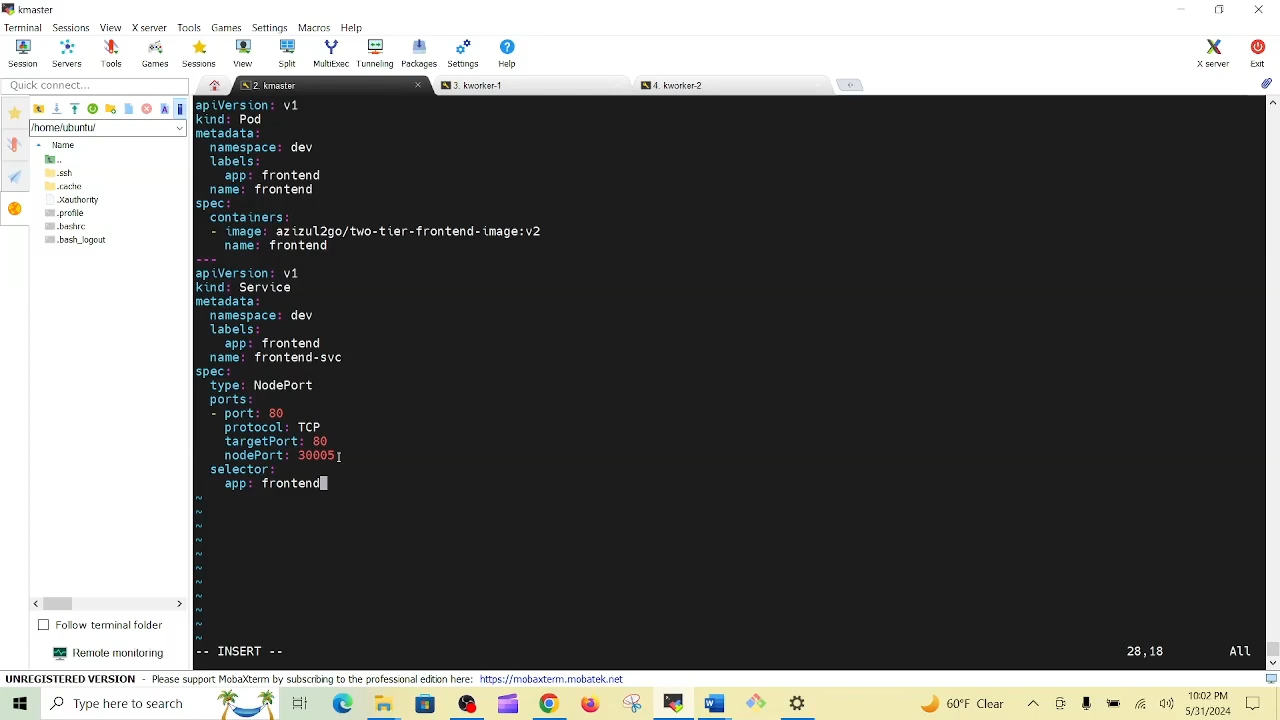 kmaster
Terminal Sessions View X server Tools Games Settings Macros Help
Session Servers Tools Games Sessions View Split MultiExec Tunneling Packages Settings Help X server Exit
Quick connect...
2. kmaster
3. kworker-1
4. kworker-2
/home/ubuntu/
Name
..
.ssh
.cache
.Xauthority
.profile
.bashrc
.bash_logout
Follow terminal folder
Remote monitoring
apiVersion: v1
kind: Pod
metadata:
  namespace: dev
  labels:
    app: frontend
  name: frontend
spec:
  containers:
  - image: azizul2go/two-tier-frontend-image:v2
    name: frontend
---
apiVersion: v1
kind: Service
metadata:
  namespace: dev
  labels:
    app: frontend
  name: frontend-svc
spec:
  type: NodePort
  ports:
  - port: 80
    protocol: TCP
    targetPort: 80
    nodePort: 30005
  selector:
    app: frontend
~
~
~
~
~
~
~
~
~
~
~
-- INSERT -- 28,18 All
UNREGISTERED VERSION - Please support MobaXterm by subscribing to the professional edition here: https://mobaxterm.mobatek.net
Type here to search
60°F Clear
10:02 PM
5/31/2024